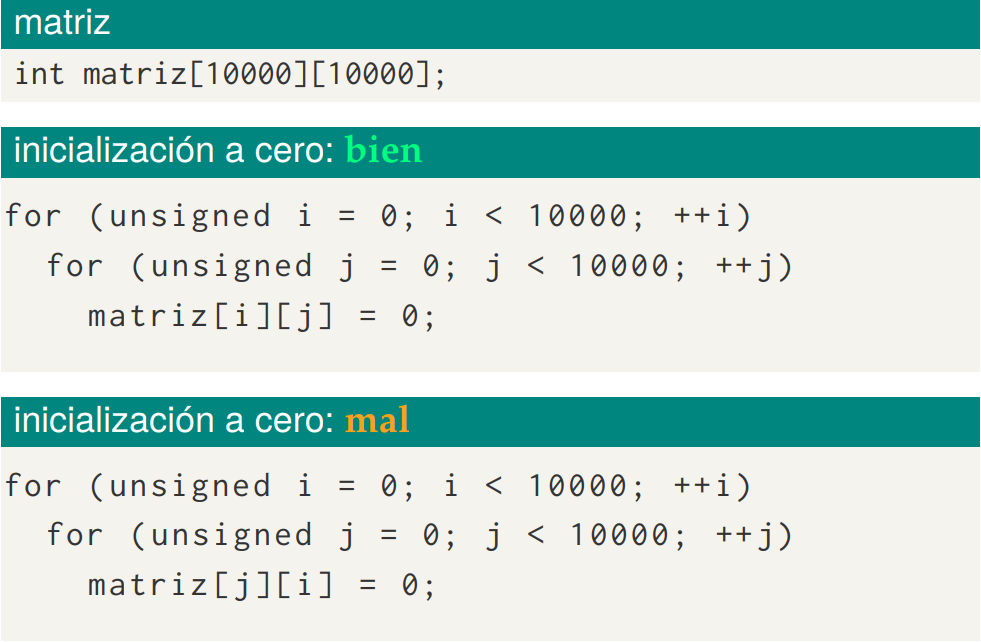 matriz
int matriz[10000][10000];
inicialización a cero: bien
for (unsigned i = 0; i < 10000; ++i)
for (unsigned j = 0; j < 10000; ++j)
matriz[i][j] = 0;
inicialización a cero: mal
for (unsigned i = 0; i < 10000; ++i)
for (unsigned j = 0; j < 10000; ++j)
matriz[j][i] = 0;